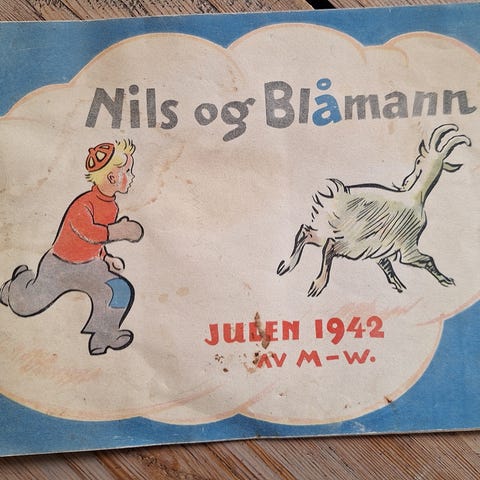 Nils og Blåmann
JULEN 1942
AV M-W.